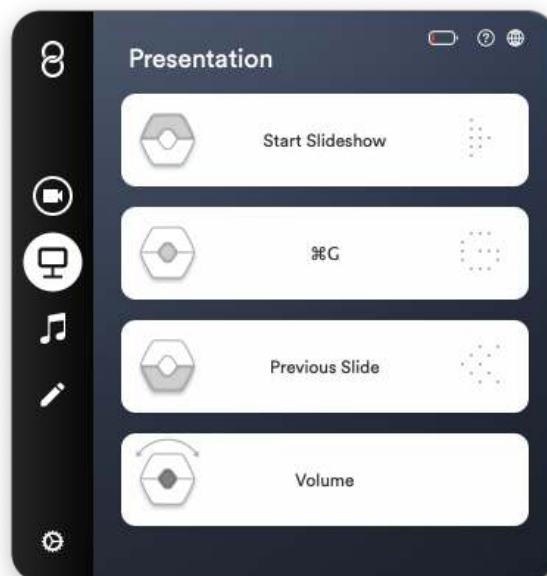 Presentation
Start Slideshow
⌘G
Previous Slide
Volume